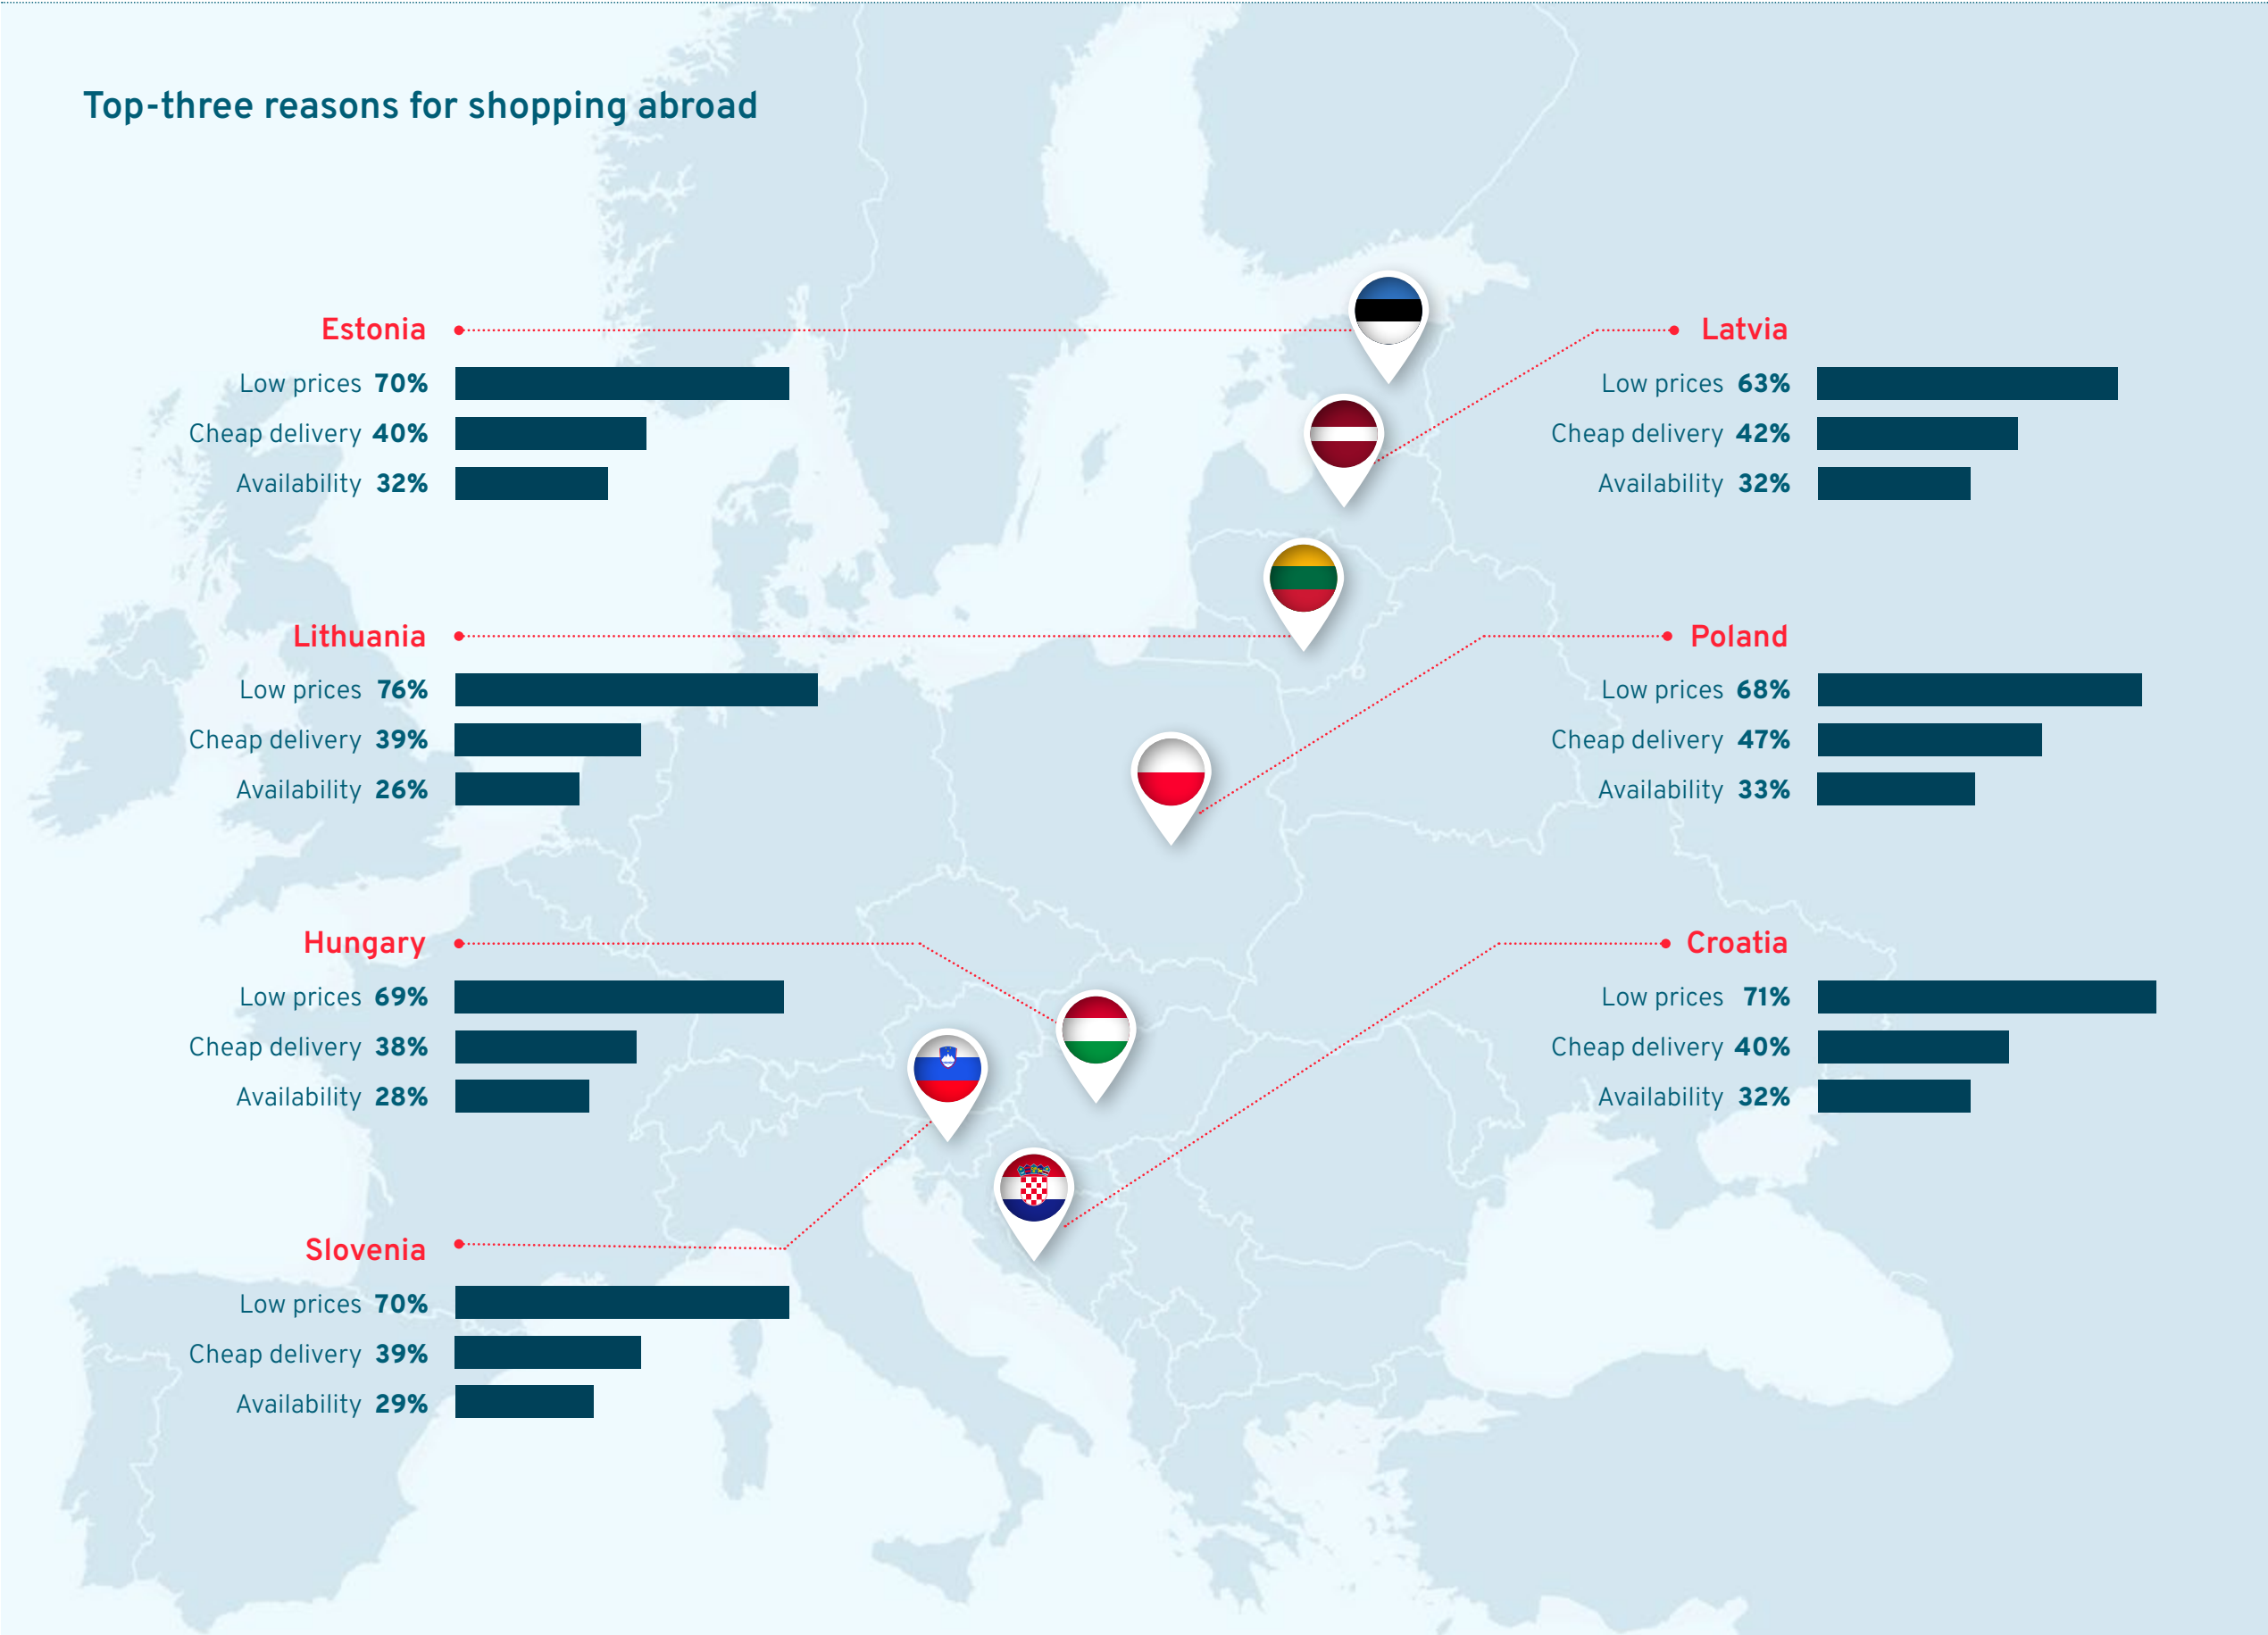 Top-three reasons for shopping abroad
Estonia
Low prices 70%
Cheap delivery 40%
Availability 32%
Latvia
Low prices 63%
Cheap delivery 42%
Availability 32%
Lithuania
Low prices 76%
Cheap delivery 39%
Availability 26%
Poland
Low prices 68%
Cheap delivery 47%
Availability 33%
Hungary
Low prices 69%
Cheap delivery 38%
Availability 28%
Croatia
Low prices 71%
Cheap delivery 40%
Availability 32%
Slovenia
Low prices 70%
Cheap delivery 39%
Availability 29%